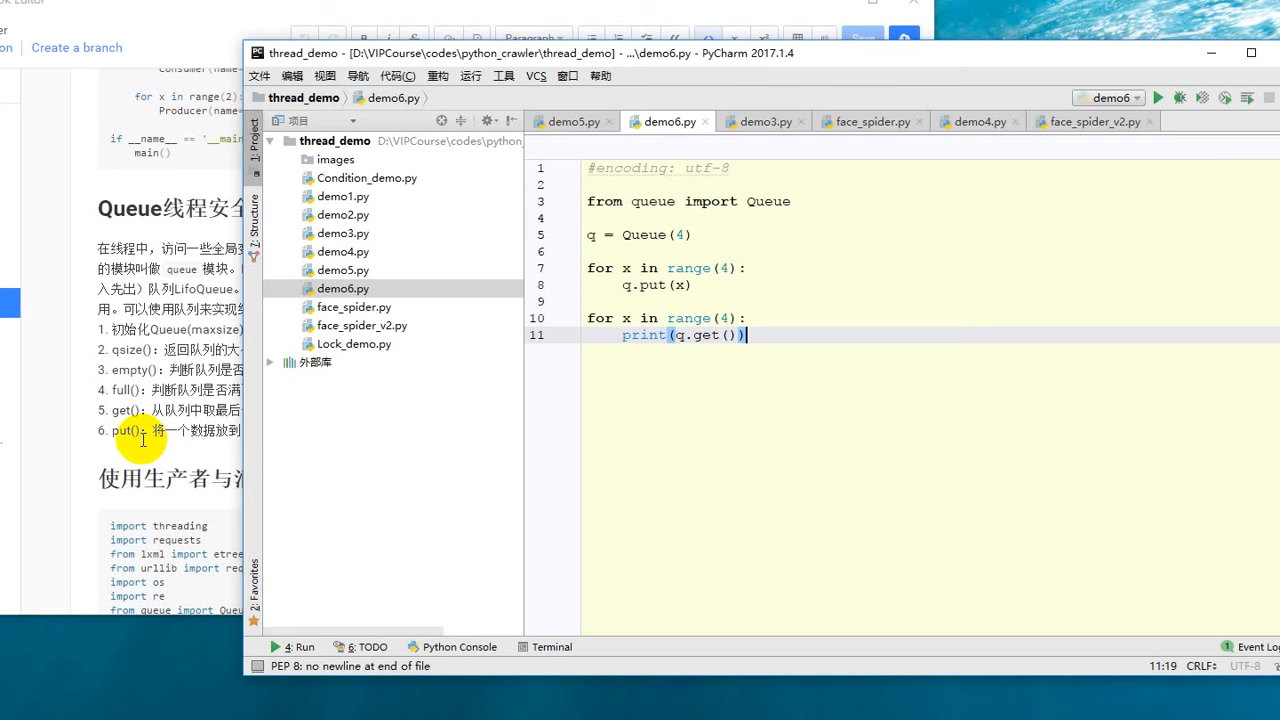 Create a branch
Paragraph
Save
Consumer(name=
for x in range(2):
Producer(name=
if __name__ == '__main
main()
Queue线程安全
在线程中，访问一些全局变
的模块叫做 queue 模块。
入先出）队列LifoQueue。
用。可以使用队列来实现线
1. 初始化Queue(maxsize)
2. qsize()：返回队列的大
3. empty()：判断队列是否
4. full()：判断队列是否满
5. get()：从队列中取最后
6. put()：将一个数据放到
使用生产者与
import threading
import requests
from lxml import etree
from urllib import req
import os
import re
from queue import Queu
thread_demo - [D:\VIPCourse\codes\python_crawler\thread_demo] - ...\demo6.py - PyCharm 2017.1.4
文件 编辑 视图 导航 代码(C) 重构 运行 工具 VCS 窗口 帮助
thread_demo demo6.py demo6
1: Project
7: Structure
2: Favorites
项目
thread_demo D:\VIPCourse\codes\python_
images
Condition_demo.py
demo1.py
demo2.py
demo3.py
demo4.py
demo5.py
demo6.py
face_spider.py
face_spider_v2.py
Lock_demo.py
外部库
demo5.py demo6.py demo3.py face_spider.py demo4.py face_spider_v2.py
1 #encoding: utf-8
2
3 from queue import Queue
4
5 q = Queue(4)
6
7 for x in range(4):
8 q.put(x)
9
10 for x in range(4):
11 print(q.get())
4: Run 6: TODO Python Console Terminal 1 Event Log
PEP 8: no newline at end of file 11:19 CRLF UTF-8